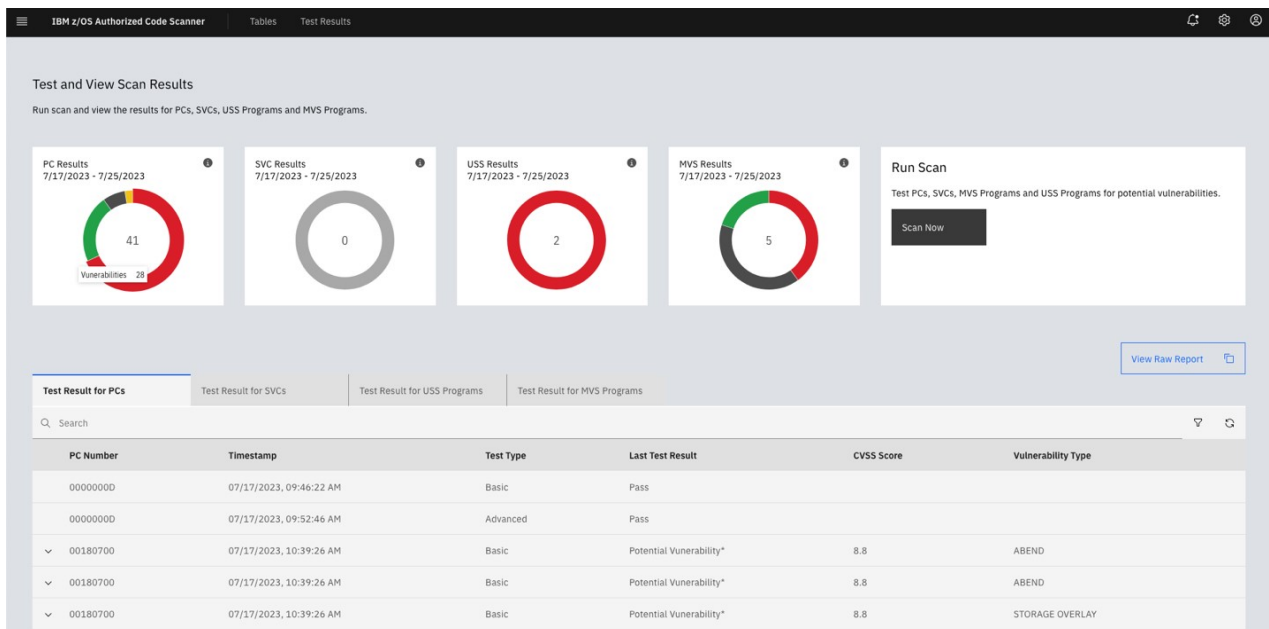 IBM z/OS Authorized Code Scanner Tables Test Results
Test and View Scan Results
Run scan and view the results for PCs, SVCs, USS Programs and MVS Programs.
PC Results
7/17/2023 - 7/25/2023
41
Vunerabilities 28
SVC Results
7/17/2023 - 7/25/2023
0
USS Results
7/17/2023 - 7/25/2023
2
MVS Results
7/17/2023 - 7/25/2023
5
Run Scan
Test PCs, SVCs, MVS Programs and USS Programs for potential vulnerabilities.
Scan Now
View Raw Report
Test Result for PCs Test Result for SVCs Test Result for USS Programs Test Result for MVS Programs
Search
PC Number Timestamp Test Type Last Test Result CVSS Score Vulnerability Type
0000000D 07/17/2023, 09:46:22 AM Basic Pass
0000000D 07/17/2023, 09:52:46 AM Advanced Pass
00180700 07/17/2023, 10:39:26 AM Basic Potential Vunerability* 8.8 ABEND
00180700 07/17/2023, 10:39:26 AM Basic Potential Vunerability* 8.8 ABEND
00180700 07/17/2023, 10:39:26 AM Basic Potential Vunerability* 8.8 STORAGE OVERLAY